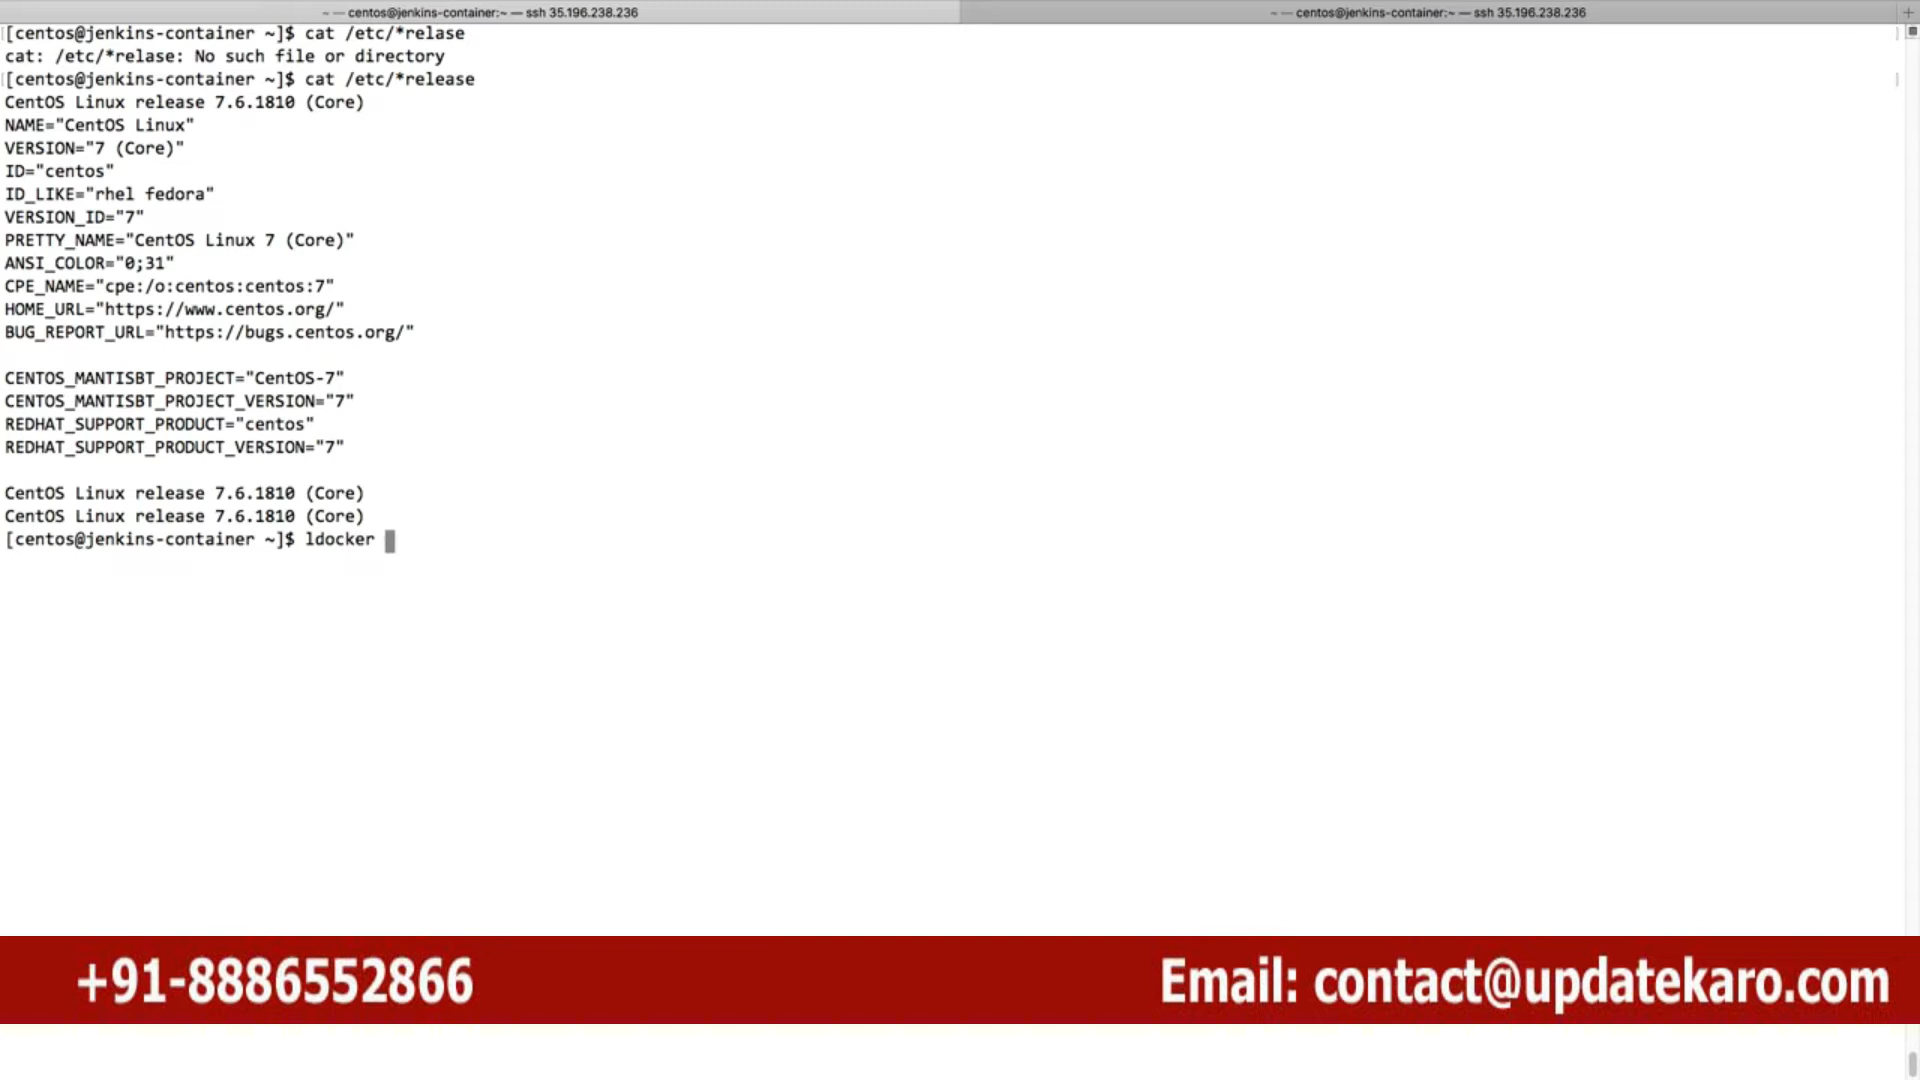 ~ — centos@jenkins-container:~ — ssh 35.196.238.236
~ — centos@jenkins-container:~ — ssh 35.196.238.236
[centos@jenkins-container ~]$ cat /etc/*relase
cat: /etc/*relase: No such file or directory
[centos@jenkins-container ~]$ cat /etc/*release
CentOS Linux release 7.6.1810 (Core)
NAME="CentOS Linux"
VERSION="7 (Core)"
ID="centos"
ID_LIKE="rhel fedora"
VERSION_ID="7"
PRETTY_NAME="CentOS Linux 7 (Core)"
ANSI_COLOR="0;31"
CPE_NAME="cpe:/o:centos:centos:7"
HOME_URL="https://www.centos.org/"
BUG_REPORT_URL="https://bugs.centos.org/"
CENTOS_MANTISBT_PROJECT="CentOS-7"
CENTOS_MANTISBT_PROJECT_VERSION="7"
REDHAT_SUPPORT_PRODUCT="centos"
REDHAT_SUPPORT_PRODUCT_VERSION="7"
CentOS Linux release 7.6.1810 (Core)
CentOS Linux release 7.6.1810 (Core)
[centos@jenkins-container ~]$ ldocker
+91-8886552866
Email: contact@updatekaro.com